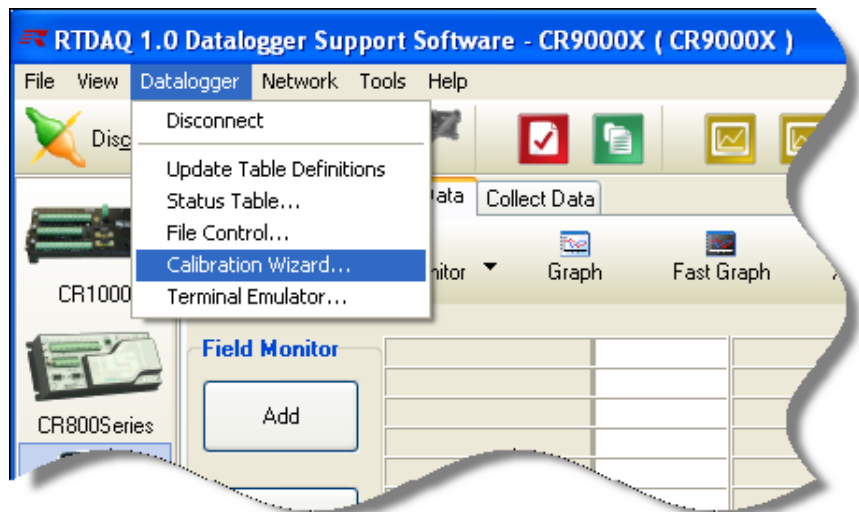 RTDAQ 1.0 Datalogger Support Software - CR9000X ( CR9000X )
File View Datalogger Network Tools Help
Disconnect
Update Table Definitions
Status Table...
File Control...
Calibration Wizard...
Terminal Emulator...
Collect Data
Graph Fast Graph
CR1000
Field Monitor
Add
CR800Series